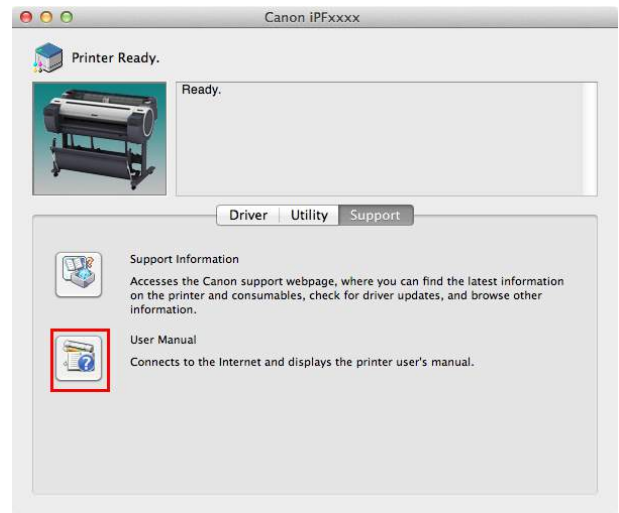 Canon iPFxxxx
Printer Ready.
Ready.
Driver
Utility
Support
Support Information
Accesses the Canon support webpage, where you can find the latest information
on the printer and consumables, check for driver updates, and browse other
information.
User Manual
Connects to the Internet and displays the printer user's manual.